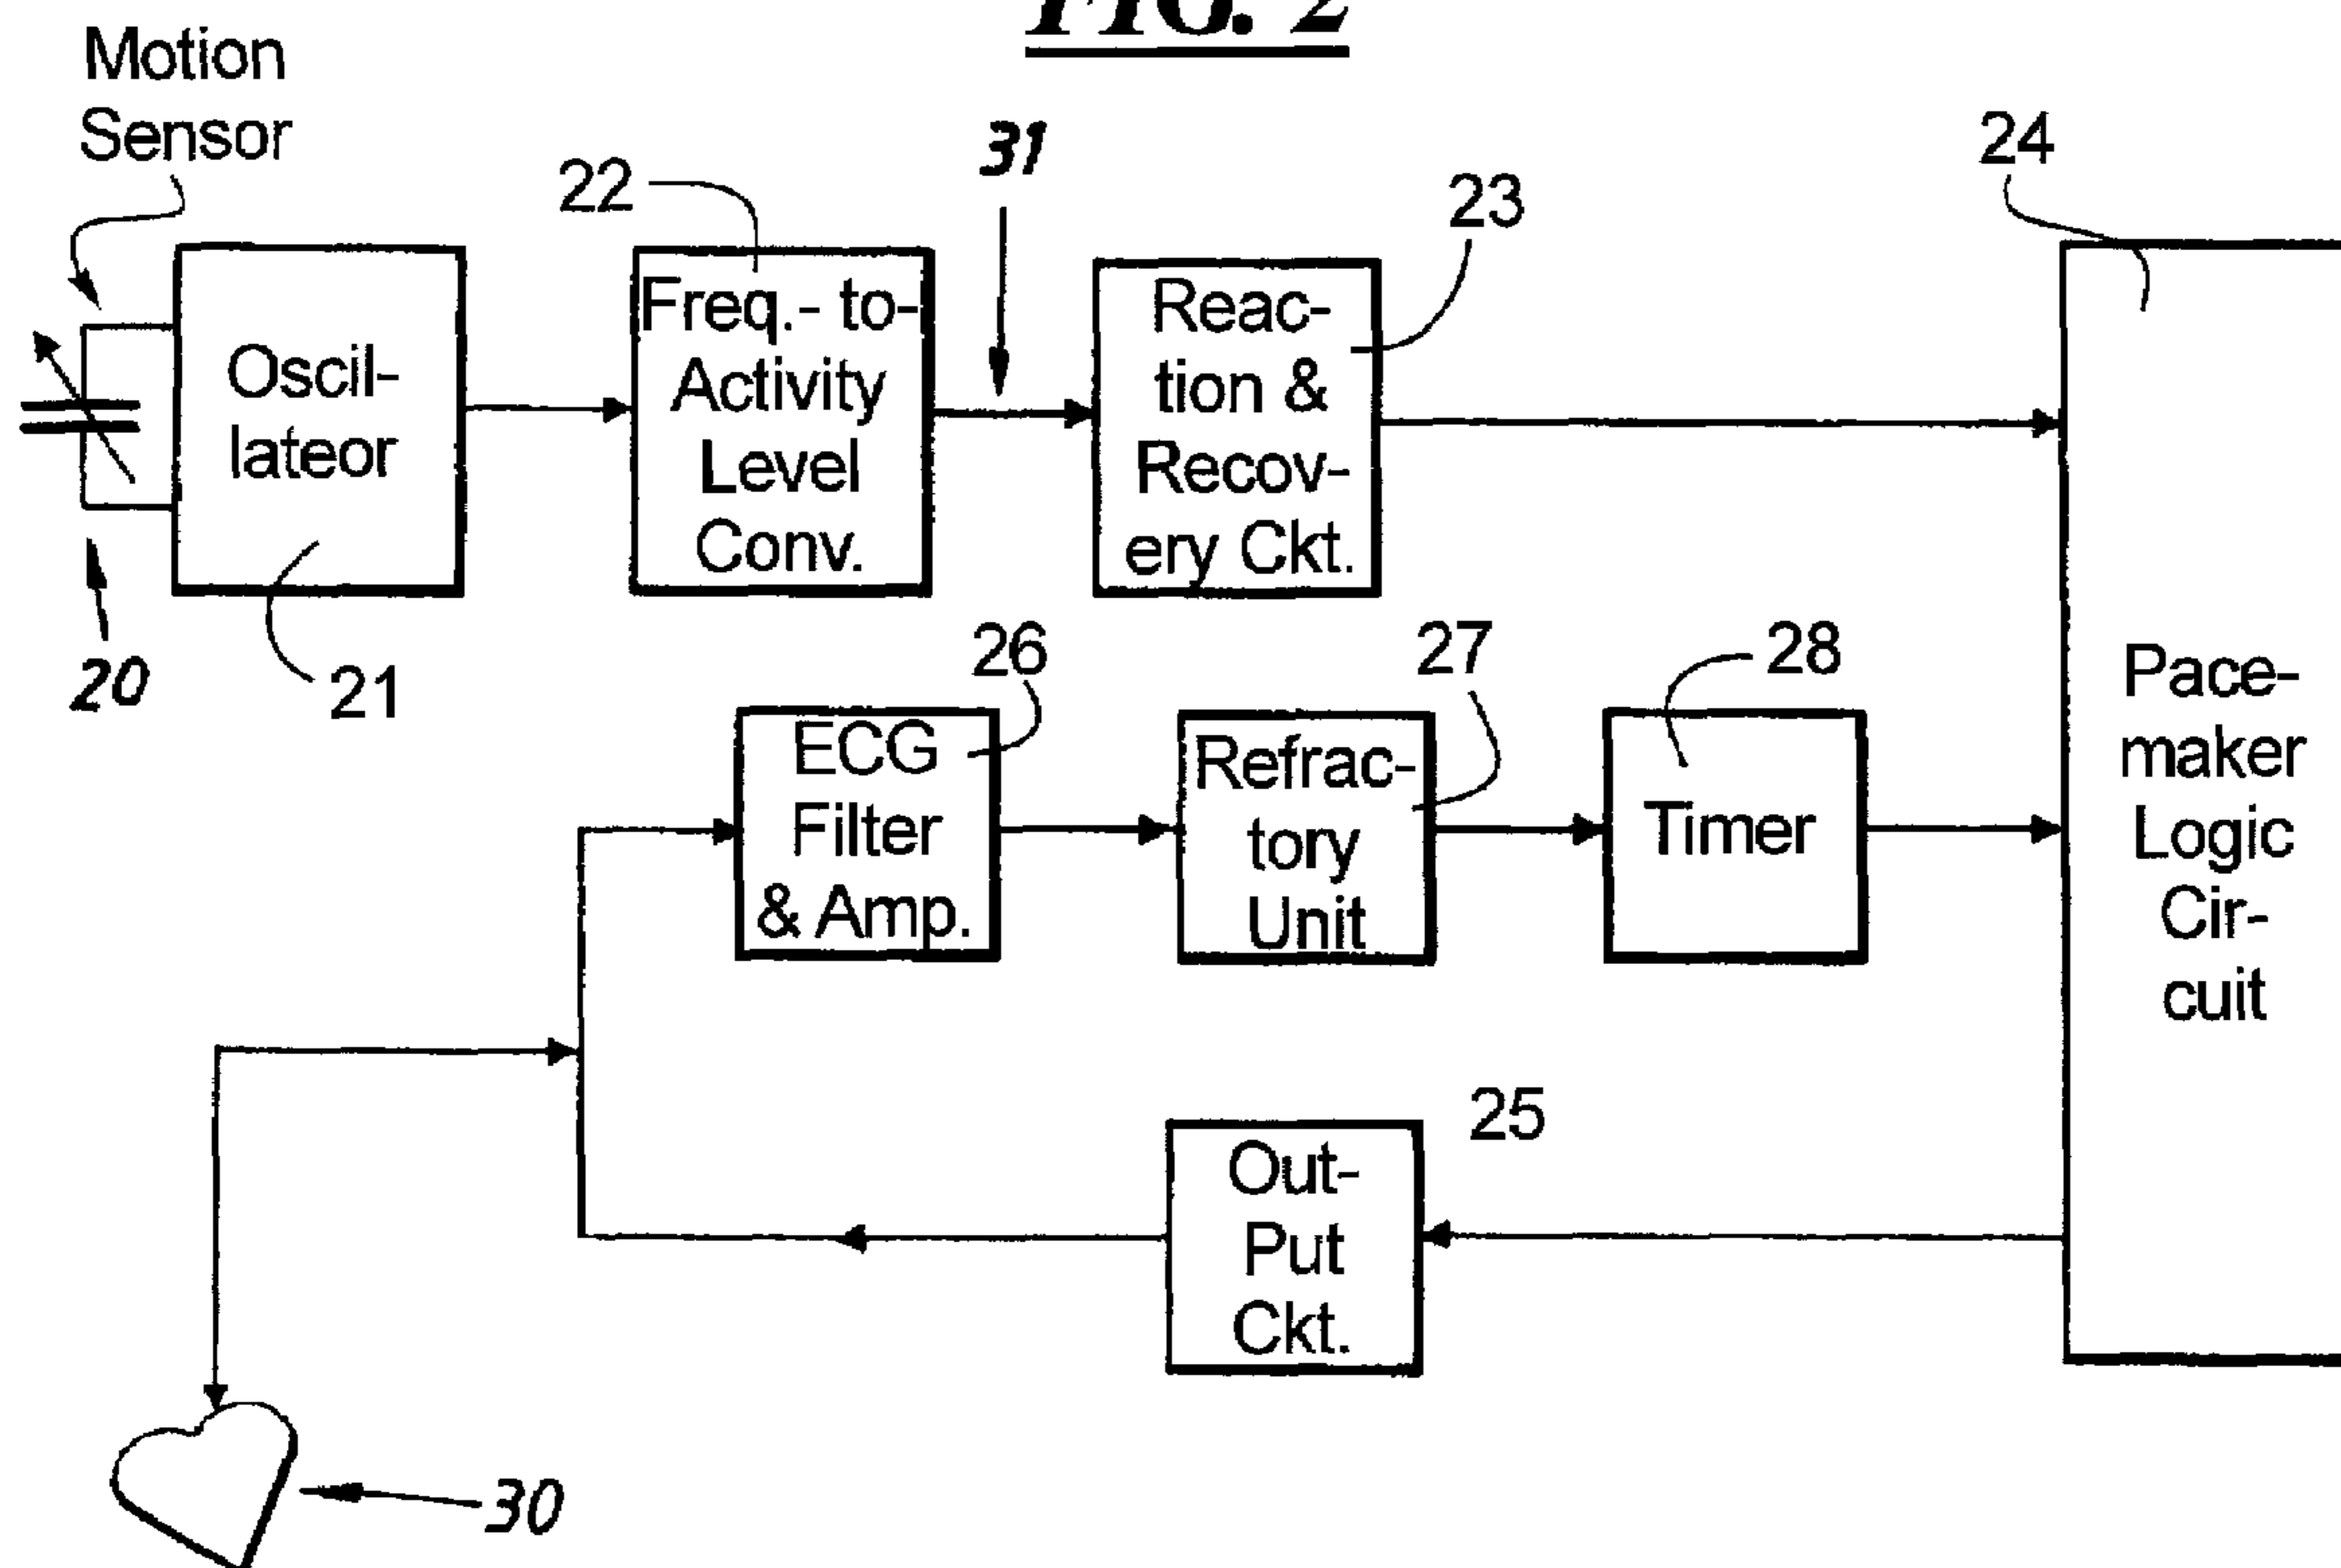 FIG. 2
Motion
Sensor
22
31
23
24
Oscil-
lateor
Freq.- to-
Activity
Level
Conv.
Reac-
tion &
Recov-
ery Ckt.
20
21
26
27
28
ECG
Filter
& Amp.
Refrac-
tory
Unit
Timer
Pace-
maker
Logic
Cir-
cuit
25
Out-
Put
Ckt.
30